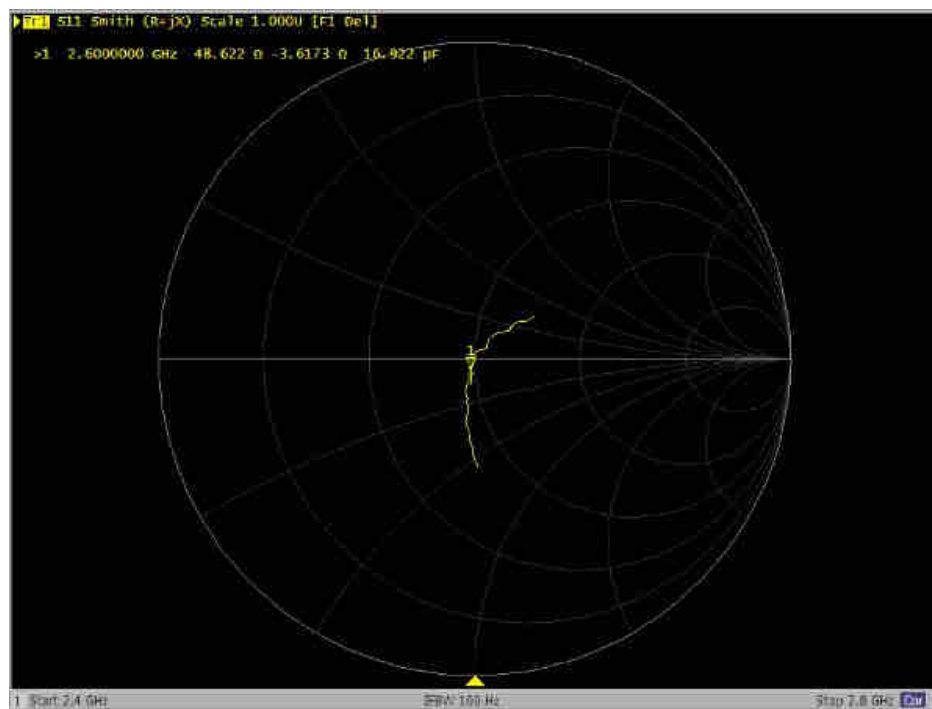 Tr1 S11 Smith (R+jX) Scale 1.000U [F1 Del]
>1 2.6000000 GHz 48.622 Ω -3.6173 Ω 16.922 pF
1
1 Start 2.4 GHz IFBW 100 Hz Stop 2.8 GHz Cor